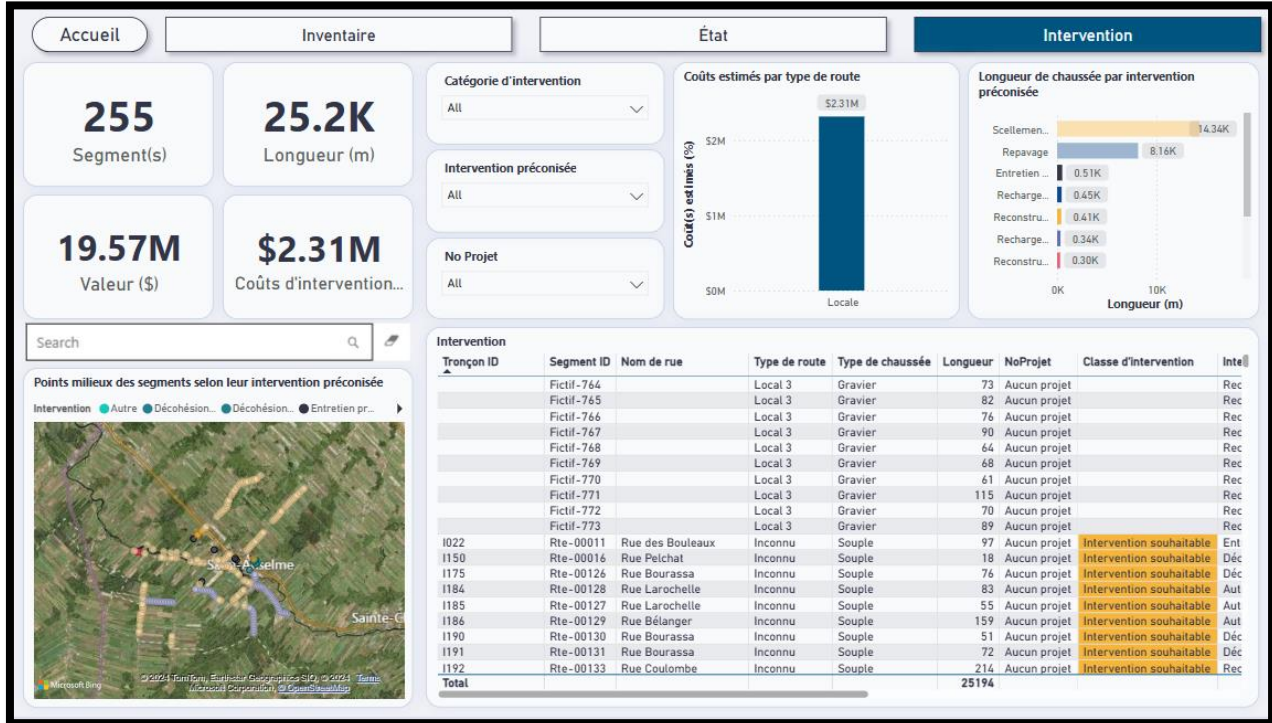 Accueil
Inventaire
État
Intervention
255
Segment(s)
25.2K
Longueur (m)
19.57M
Valeur ($)
$2.31M
Coûts d'intervention...
Catégorie d'intervention
All
Intervention préconisée
All
No Projet
All
Coûts estimés par type de route
$2.31M
$2M
$1M
$0M
Coût(s) estimés (%)
Locale
Longueur de chaussée par intervention
préconisée
Scellemen... 14.34K
Repavage 8.16K
Entretien ... 0.51K
Recharge... 0.45K
Reconstru... 0.41K
Recharge... 0.34K
Reconstru... 0.30K
0K 10K
Longueur (m)
Search
Points milieux des segments selon leur intervention préconisée
Intervention Autre Décohésion... Décohésion... Entretien pr...
Sainte-C
Microsoft Bing
© 2024 TomTom, Earthstar Geographics SIO, © 2024 Terms
Microsoft Corporation, © OpenStreetMap
Intervention
Tronçon ID Segment ID Nom de rue Type de route Type de chaussée Longueur NoProjet Classe d'intervention Inte
Fictif-764 Local 3 Gravier 73 Aucun projet Rec
Fictif-765 Local 3 Gravier 82 Aucun projet Rec
Fictif-766 Local 3 Gravier 76 Aucun projet Rec
Fictif-767 Local 3 Gravier 90 Aucun projet Rec
Fictif-768 Local 3 Gravier 64 Aucun projet Rec
Fictif-769 Local 3 Gravier 68 Aucun projet Rec
Fictif-770 Local 3 Gravier 61 Aucun projet Rec
Fictif-771 Local 3 Gravier 115 Aucun projet Rec
Fictif-772 Local 3 Gravier 70 Aucun projet Rec
Fictif-773 Local 3 Gravier 89 Aucun projet Rec
I022 Rte-00011 Rue des Bouleaux Inconnu Souple 97 Aucun projet Intervention souhaitable Ent
I150 Rte-00016 Rue Pelchat Inconnu Souple 18 Aucun projet Intervention souhaitable Déc
I175 Rte-00126 Rue Bourassa Inconnu Souple 76 Aucun projet Intervention souhaitable Déc
I184 Rte-00128 Rue Larochelle Inconnu Souple 83 Aucun projet Intervention souhaitable Aut
I185 Rte-00127 Rue Larochelle Inconnu Souple 55 Aucun projet Intervention souhaitable Aut
I186 Rte-00129 Rue Bélanger Inconnu Souple 159 Aucun projet Intervention souhaitable Aut
I190 Rte-00130 Rue Bourassa Inconnu Souple 51 Aucun projet Intervention souhaitable Déc
I191 Rte-00131 Rue Bourassa Inconnu Souple 72 Aucun projet Intervention souhaitable Déc
I192 Rte-00133 Rue Coulombe Inconnu Souple 214 Aucun projet Intervention souhaitable Rec
Total 25194